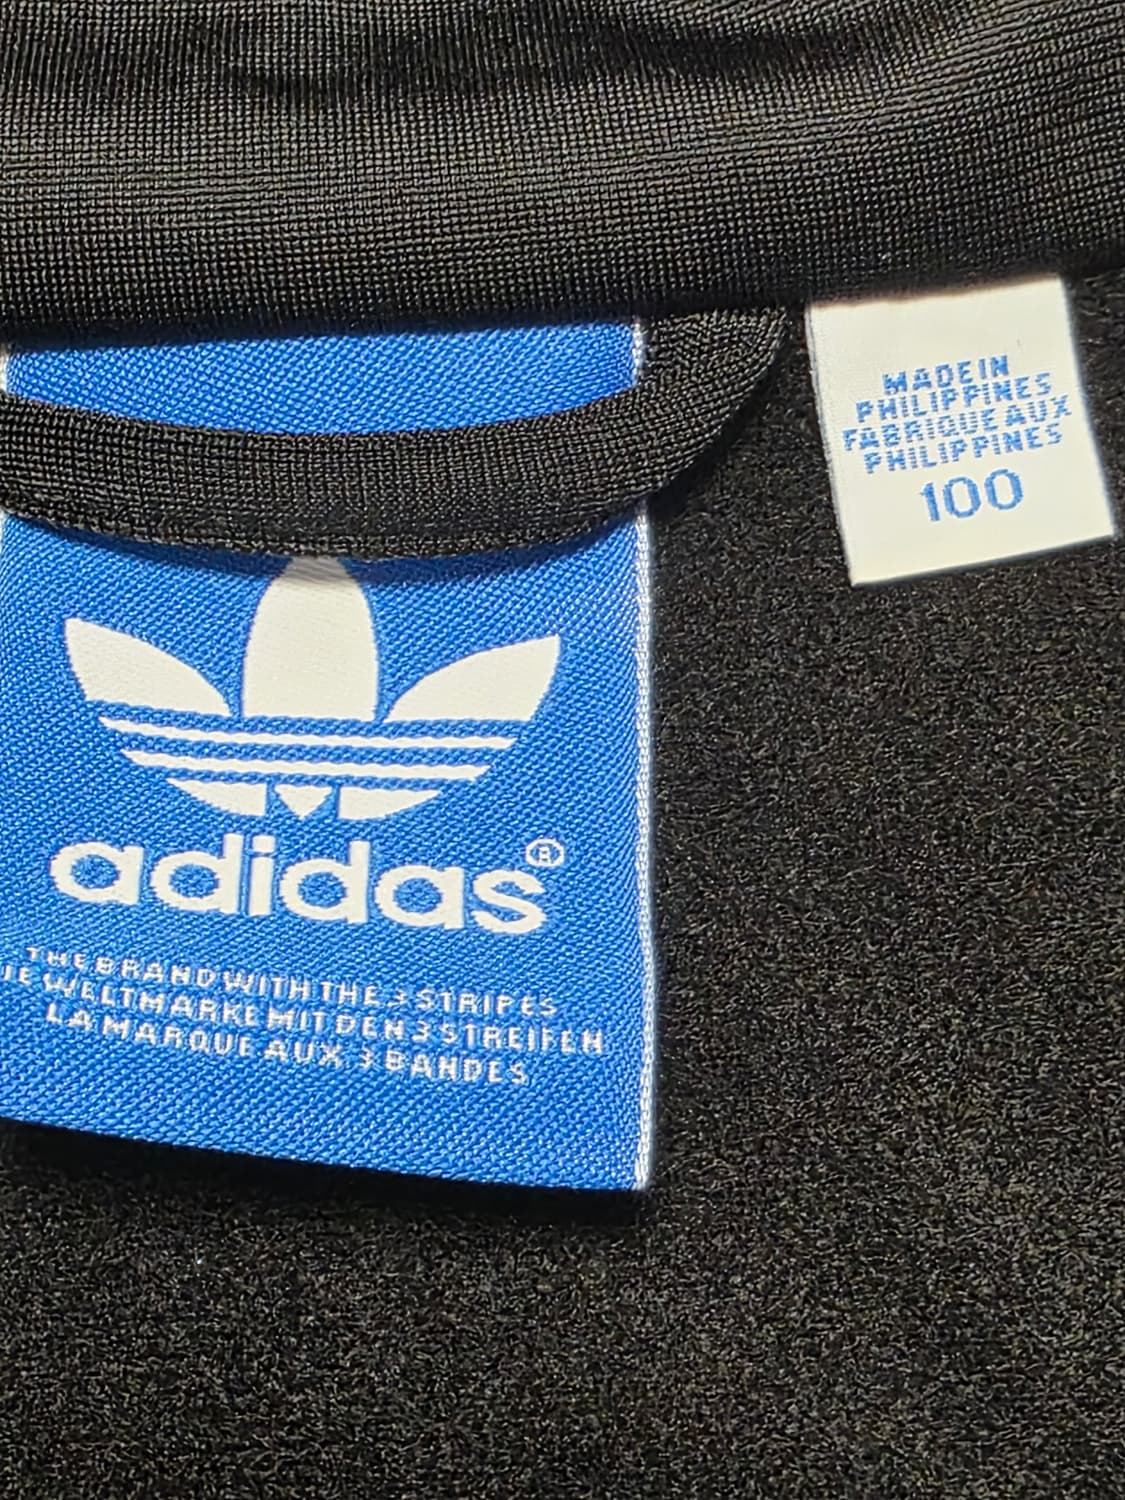 MADE IN
PHILIPPINES
FABRIQUE AUX
PHILIPPINES
100
adidas®
THE BRAND WITH THE 3 STRIPES
IE WELTMARKE MIT DEN 3 STREIFEN
LA MARQUE AUX 3 BANDES